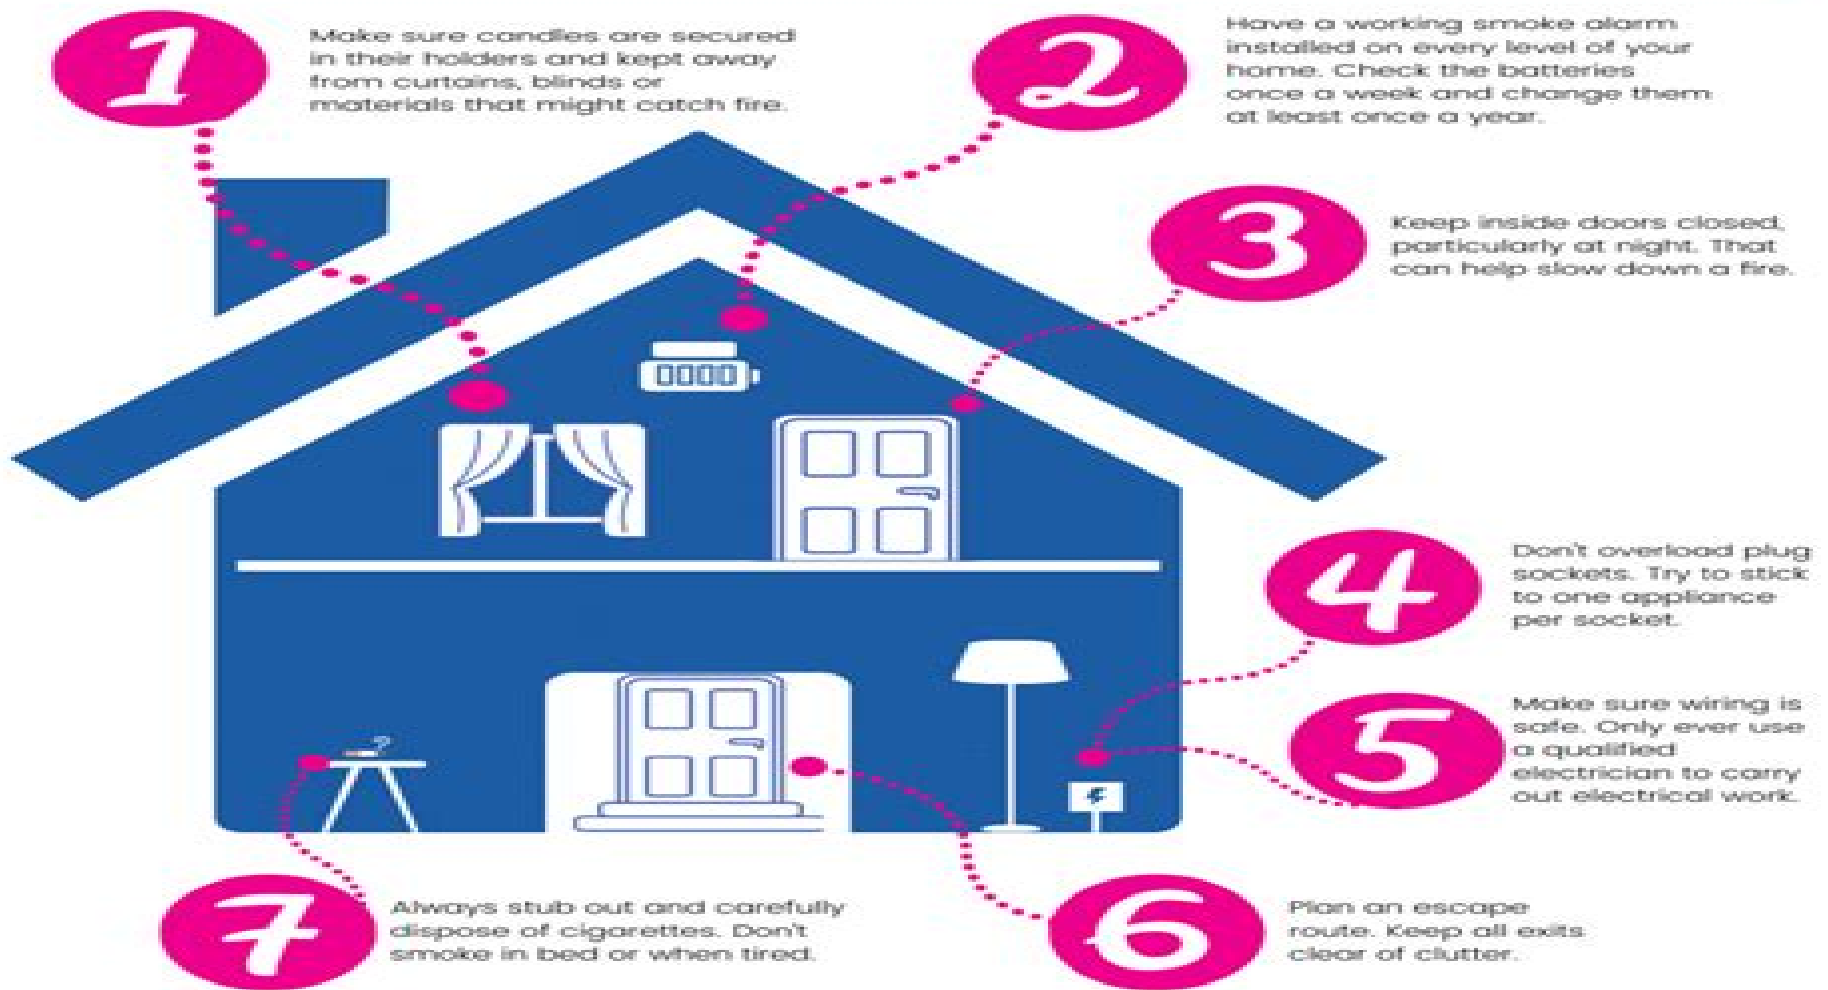 1
Make sure candles are secured
in their holders and kept away
from curtains, blinds or
materials that might catch fire.
2
Have a working smoke alarm
installed on every level of your
home. Check the batteries
once a week and change them
at least once a year.
3
Keep inside doors closed,
particularly at night. That
can help slow down a fire.
4
Don't overload plug
sockets. Try to stick
to one appliance
per socket.
5
Make sure wiring is
safe. Only ever use
a qualified
electrician to carry
out electrical work.
6
Plan an escape
route. Keep all exits
clear of clutter.
7
Always stub out and carefully
dispose of cigarettes. Don't
smoke in bed or when tired.